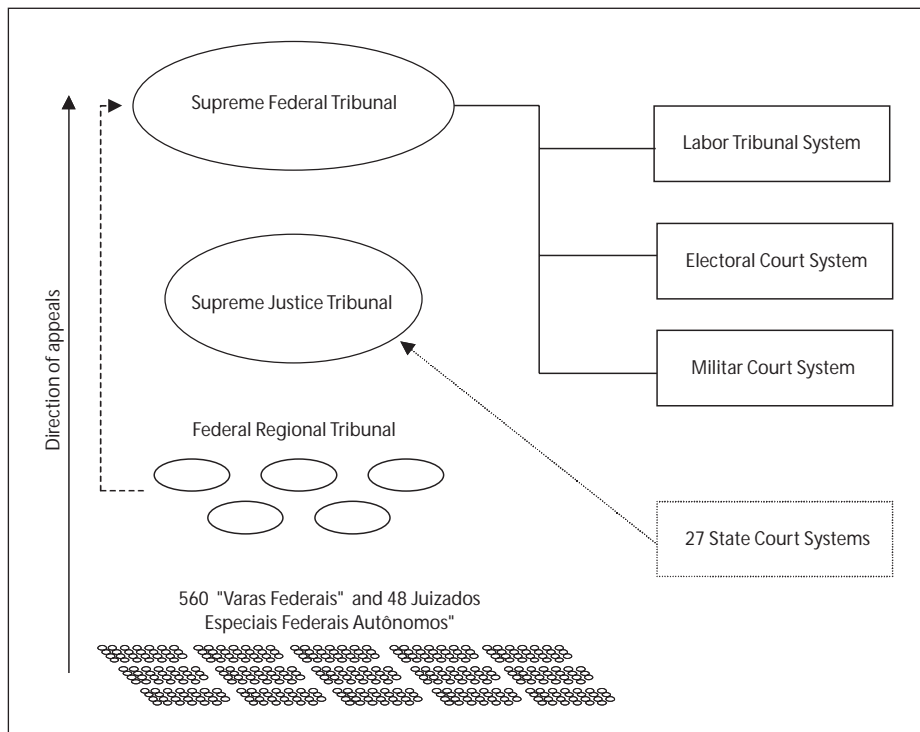 Supreme Federal Tribunal
Labor Tribunal System
Electoral Court System
Supreme Justice Tribunal
Militar Court System
Direction of appeals
Federal Regional Tribunal
27 State Court Systems
560 "Varas Federais" and 48 Juizados
Especiais Federais Autônomos"